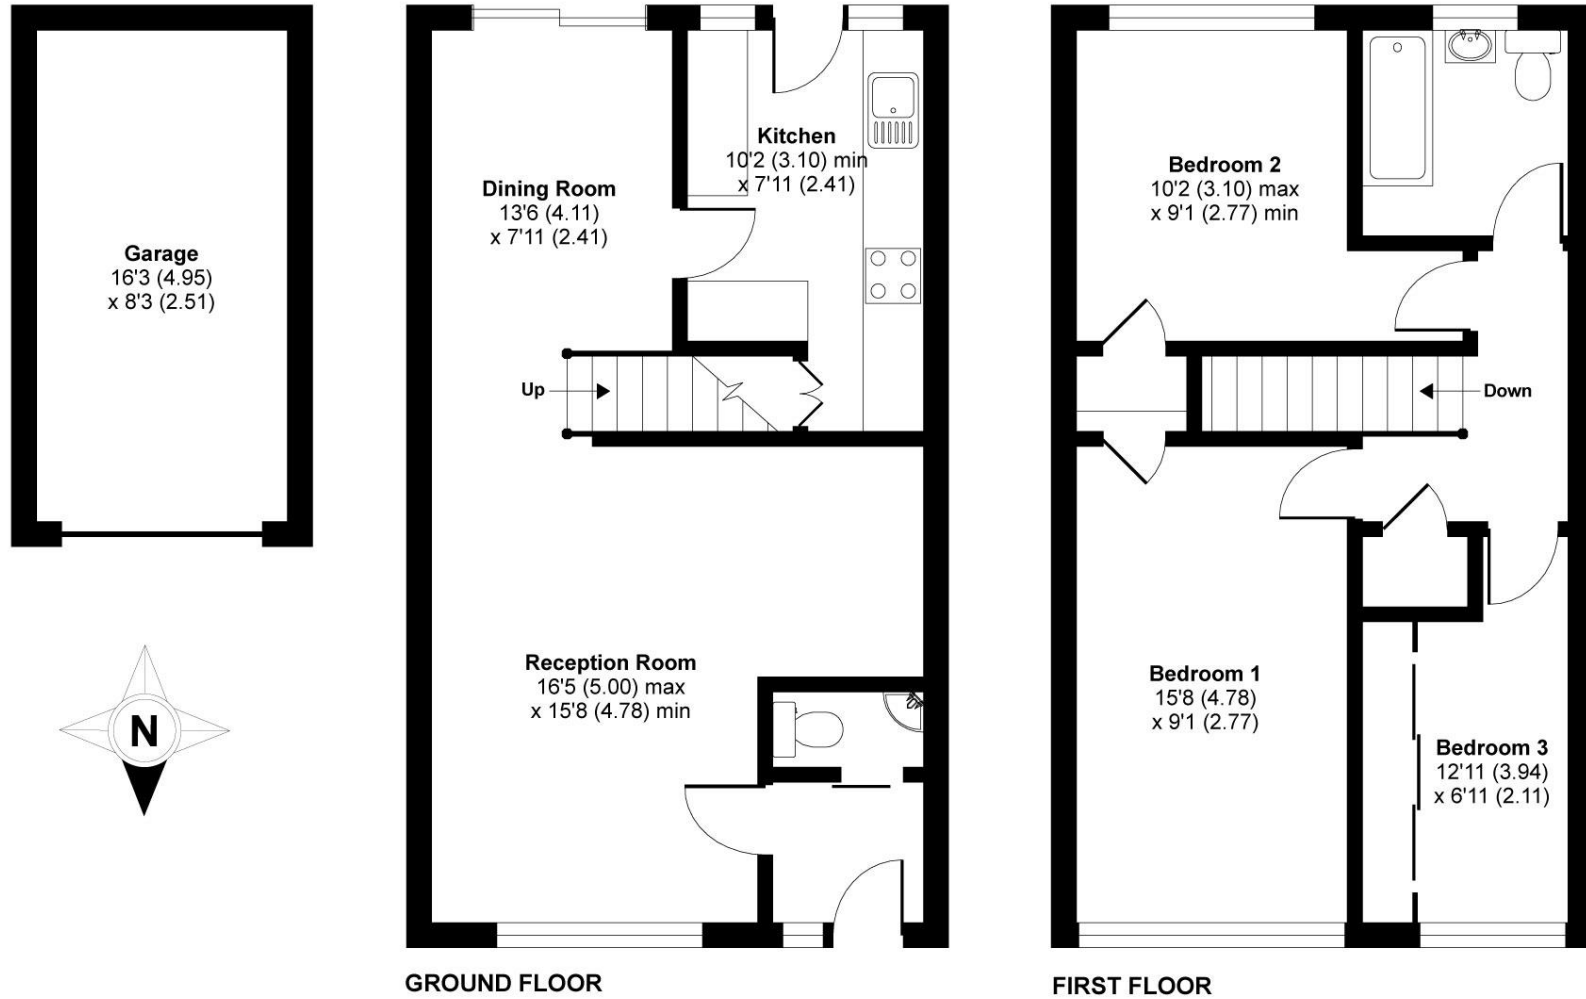 Garage
16'3 (4.95)
x 8'3 (2.51)
N
Dining Room
13'6 (4.11)
x 7'11 (2.41)
Kitchen
10'2 (3.10) min
x 7'11 (2.41)
Up
Reception Room
16'5 (5.00) max
x 15'8 (4.78) min
GROUND FLOOR
Bedroom 2
10'2 (3.10) max
x 9'1 (2.77) min
Down
Bedroom 1
15'8 (4.78)
x 9'1 (2.77)
Bedroom 3
12'11 (3.94)
x 6'11 (2.11)
FIRST FLOOR